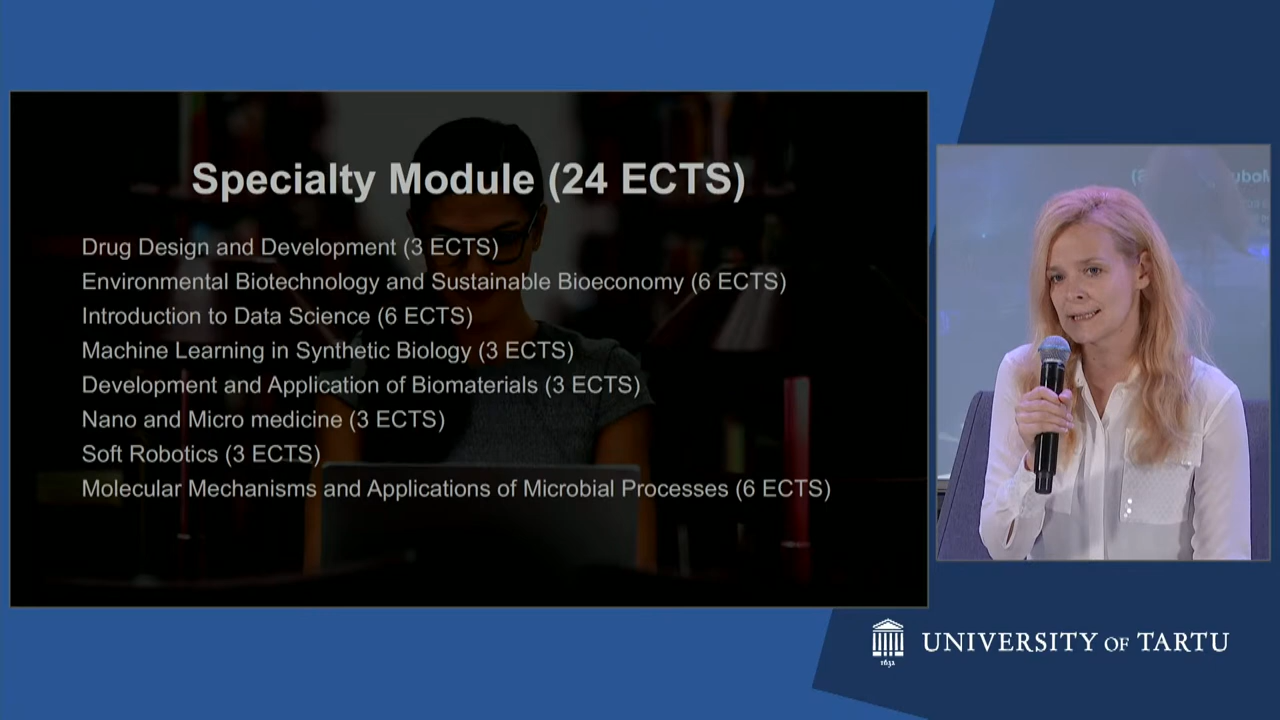 Specialty Module (24 ECTS)
Drug Design and Development (3 ECTS)
Environmental Biotechnology and Sustainable Bioeconomy (6 ECTS)
Introduction to Data Science (6 ECTS)
Machine Learning in Synthetic Biology (3 ECTS)
Development and Application of Biomaterials (3 ECTS)
Nano and Micro medicine (3 ECTS)
Soft Robotics (3 ECTS)
Molecular Mechanisms and Applications of Microbial Processes (6 ECTS)
1632
UNIVERSITY OF TARTU